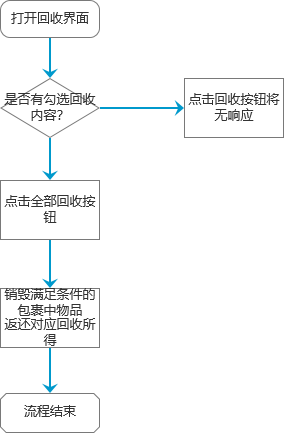 打开回收界面
是否有勾选回收
内容?
点击回收按钮将
无响应
点击全部回收按
钮
销毁满足条件的
包裹中物品
返还对应回收所
得
流程结束